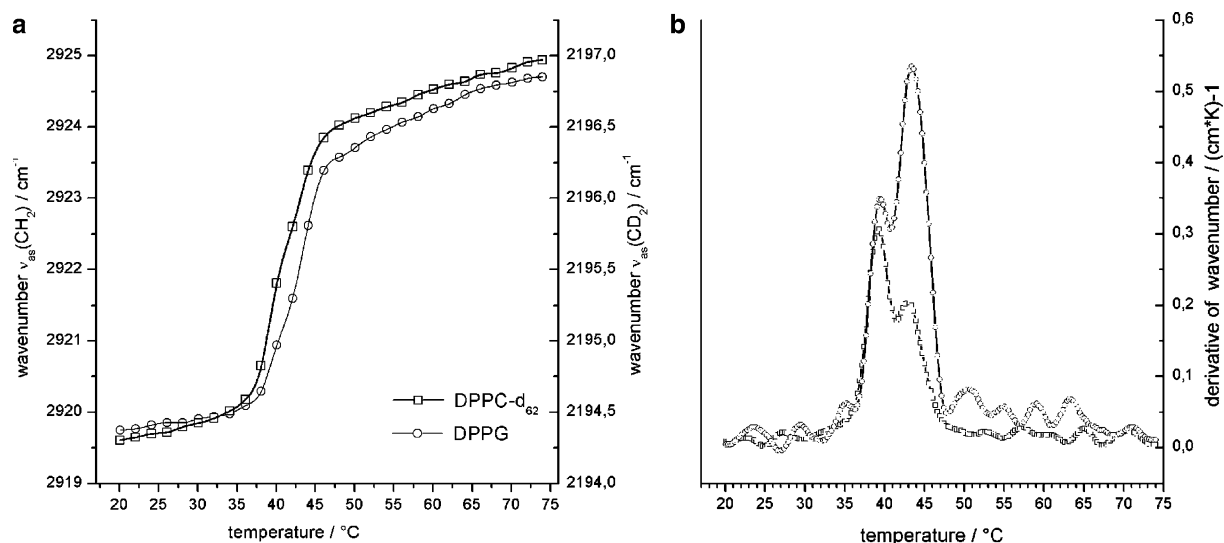 a
2925
2924
2923
2922
2921
2920
2919
wavenumber νas(CH2) / cm-1
20 25 30 35 40 45 50 55 60 65 70 75
temperature / °C
2197,0
2196,5
2196,0
2195,5
2195,0
2194,5
2194,0
wavenumber νas(CD2) / cm-1
DPPC-d62
DPPG
b
0,6
0,5
0,4
0,3
0,2
0,1
0,0
derivative of wavenumber / (cm*K)-1
20 25 30 35 40 45 50 55 60 65 70 75
temperature / °C